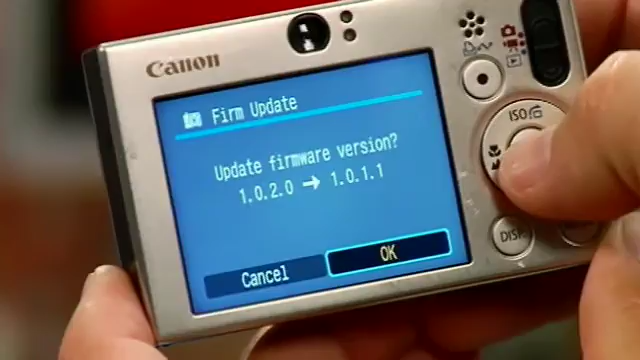 Canon
Firm Update
Update firmware version?
1.0.2.0 → 1.0.1.1
Cancel
OK
ISO
DISP.